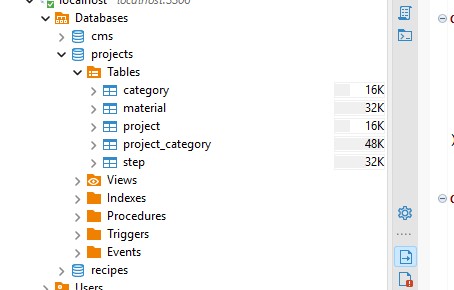 localhost localhost:3306
Databases
cms
projects
Tables
category 16K
material 32K
project 16K
project_category 48K
step 32K
Views
Indexes
Procedures
Triggers
Events
recipes
Users